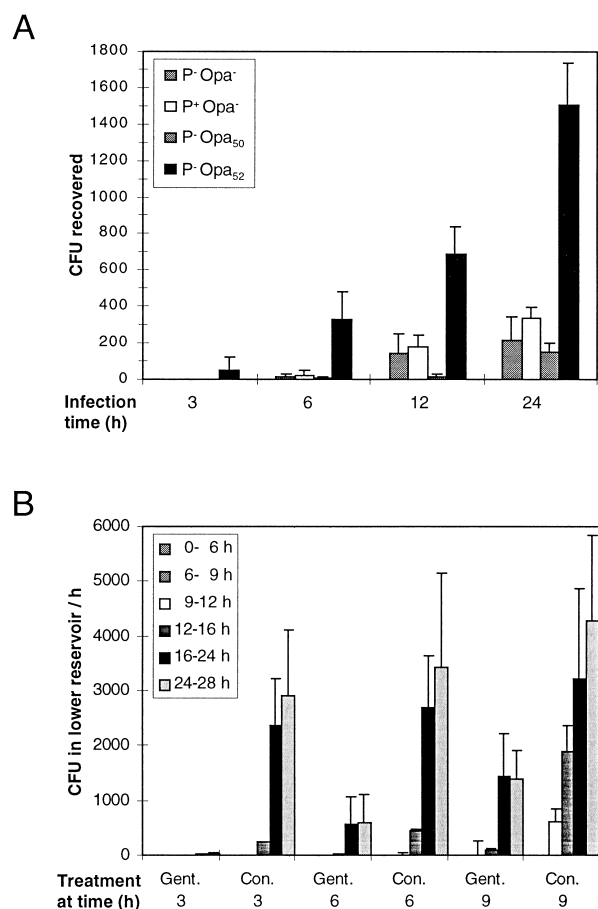 A
1800
1600
1400
1200
1000
800
600
400
200
0
CFU recovered
P⁻Opa⁻
P⁺Opa⁻
P⁻Opa₅₀
P⁻Opa₅₂
Infection time (h)
3 6 12 24
B
6000
5000
4000
3000
2000
1000
0
CFU in lower reservoir / h
0- 6 h
6- 9 h
9-12 h
12-16 h
16-24 h
24-28 h
Gent. Con. Gent. Con. Gent. Con.
Treatment at time (h)
3 3 6 6 9 9